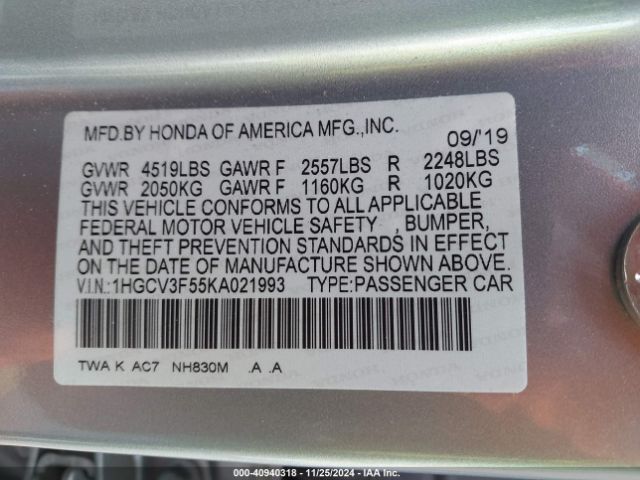 MFD.BY HONDA OF AMERICA MFG.,INC. 09/'19
GVWR 4519LBS GAWR F 2557LBS R 2248LBS
GVWR 2050KG GAWR F 1160KG R 1020KG
THIS VEHICLE CONFORMS TO ALL APPLICABLE
FEDERAL MOTOR VEHICLE SAFETY , BUMPER,
AND THEFT PREVENTION STANDARDS IN EFFECT
ON THE DATE OF MANUFACTURE SHOWN ABOVE.
V.I.N.:1HGCV3F55KA021993 TYPE:PASSENGER CAR
TWA K AC7 NH830M .A .A
© IAA - 40940318 - 11/25/2024 - IAAI.com